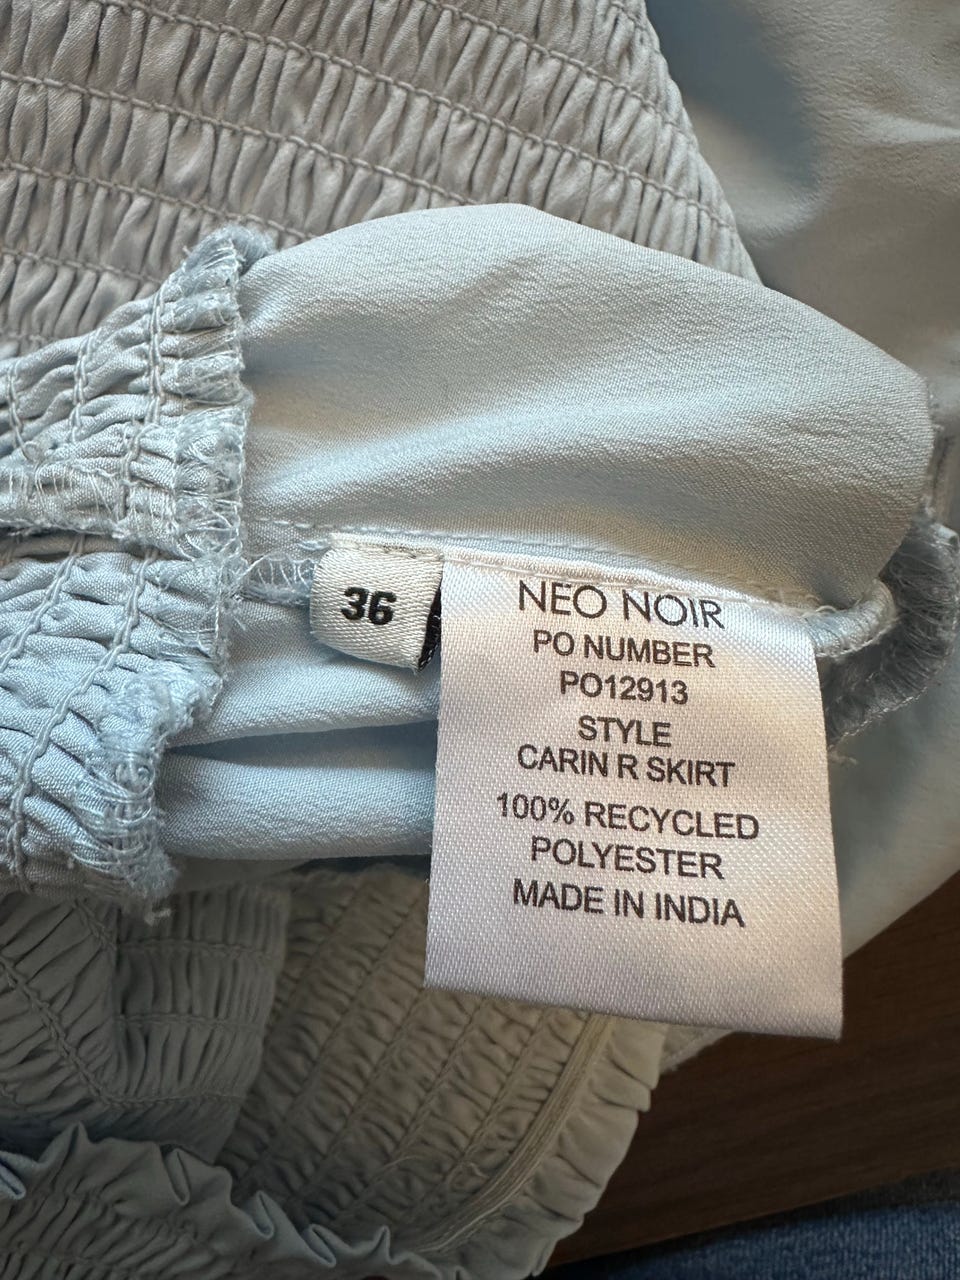 36
NEO NOIR
PO NUMBER
PO12913
STYLE
CARIN R SKIRT
100% RECYCLED
POLYESTER
MADE IN INDIA